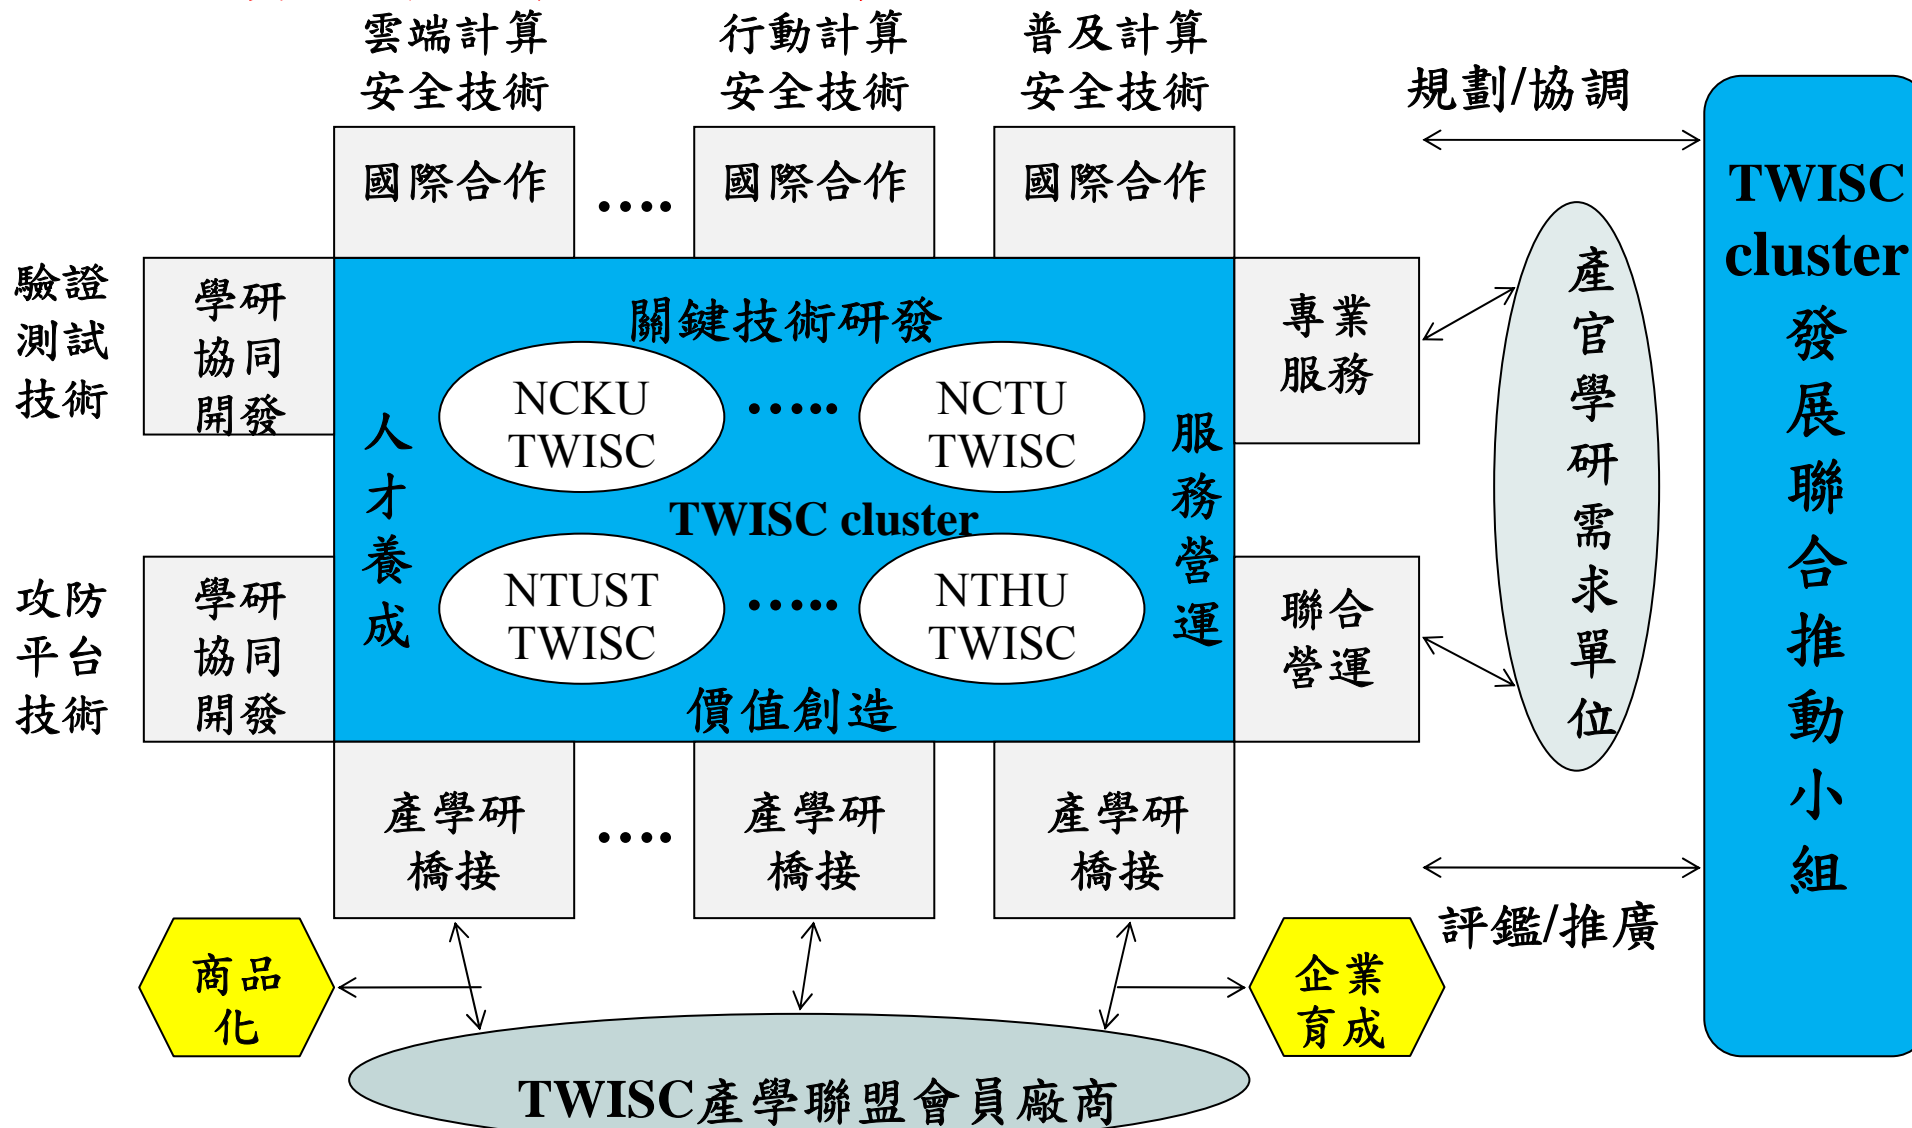 雲端計算
安全技術
行動計算
安全技術
普及計算
安全技術
規劃/協調
國際合作
....
國際合作
國際合作
驗證
測試
技術
學研
協同
開發
關鍵技術研發
專業
服務
人才養成
NCKU
TWISC
.....
NCTU
TWISC
服務營運
TWISC cluster
攻防
平台
技術
學研
協同
開發
NTUST
TWISC
.....
NTHU
TWISC
聯合
營運
價值創造
產官學研需求單位
TWISC
cluster
發展聯合推動小組
產學研
橋接
....
產學研
橋接
產學研
橋接
評鑑/推廣
商品
化
企業
育成
TWISC產學聯盟會員廠商